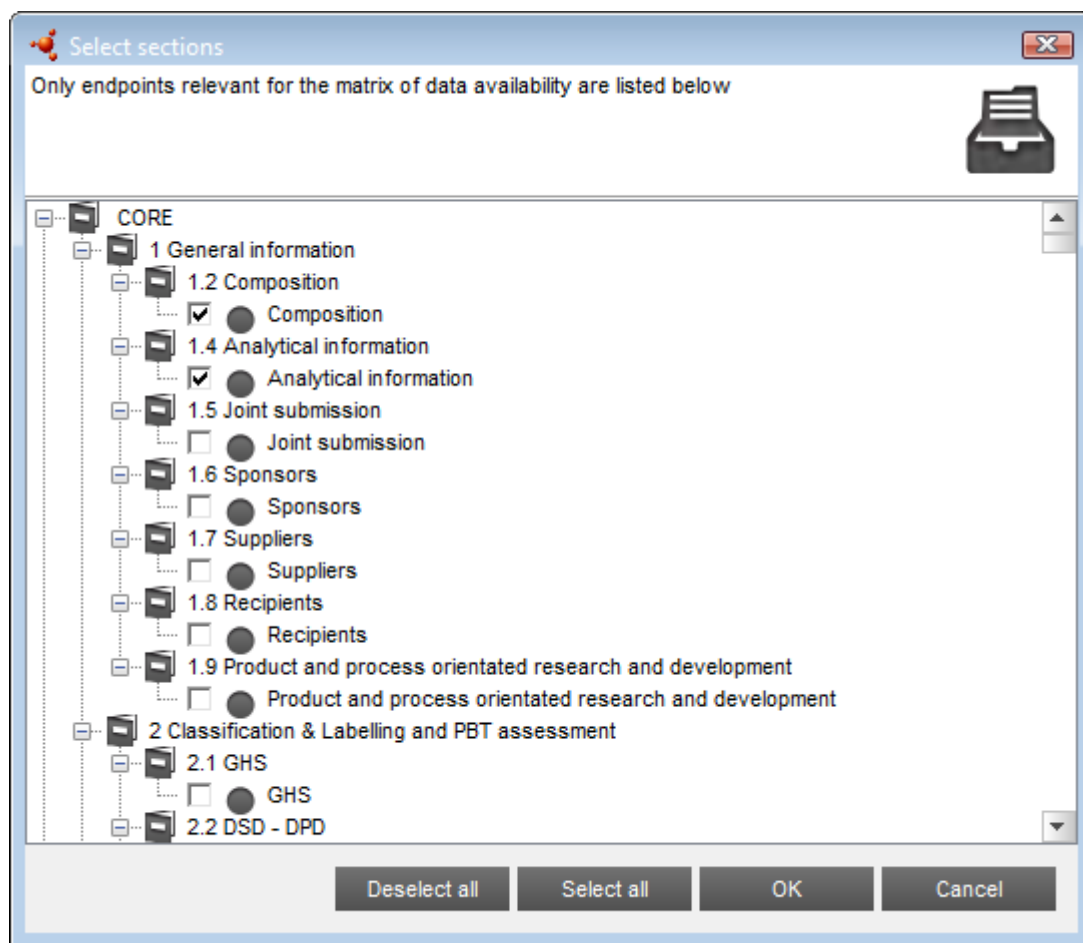 Select sections
Only endpoints relevant for the matrix of data availability are listed below
CORE
1 General information
1.2 Composition
Composition
1.4 Analytical information
Analytical information
1.5 Joint submission
Joint submission
1.6 Sponsors
Sponsors
1.7 Suppliers
Suppliers
1.8 Recipients
Recipients
1.9 Product and process orientated research and development
Product and process orientated research and development
2 Classification & Labelling and PBT assessment
2.1 GHS
GHS
2.2 DSD - DPD
Deselect all Select all OK Cancel